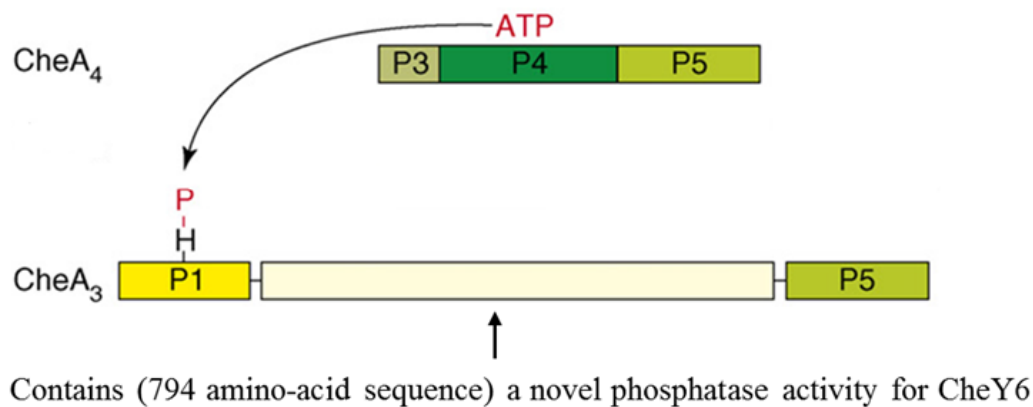 ATP
CheA4 P3 P4 P5
P
H
CheA3 P1 P5
Contains (794 amino-acid sequence) a novel phosphatase activity for CheY6